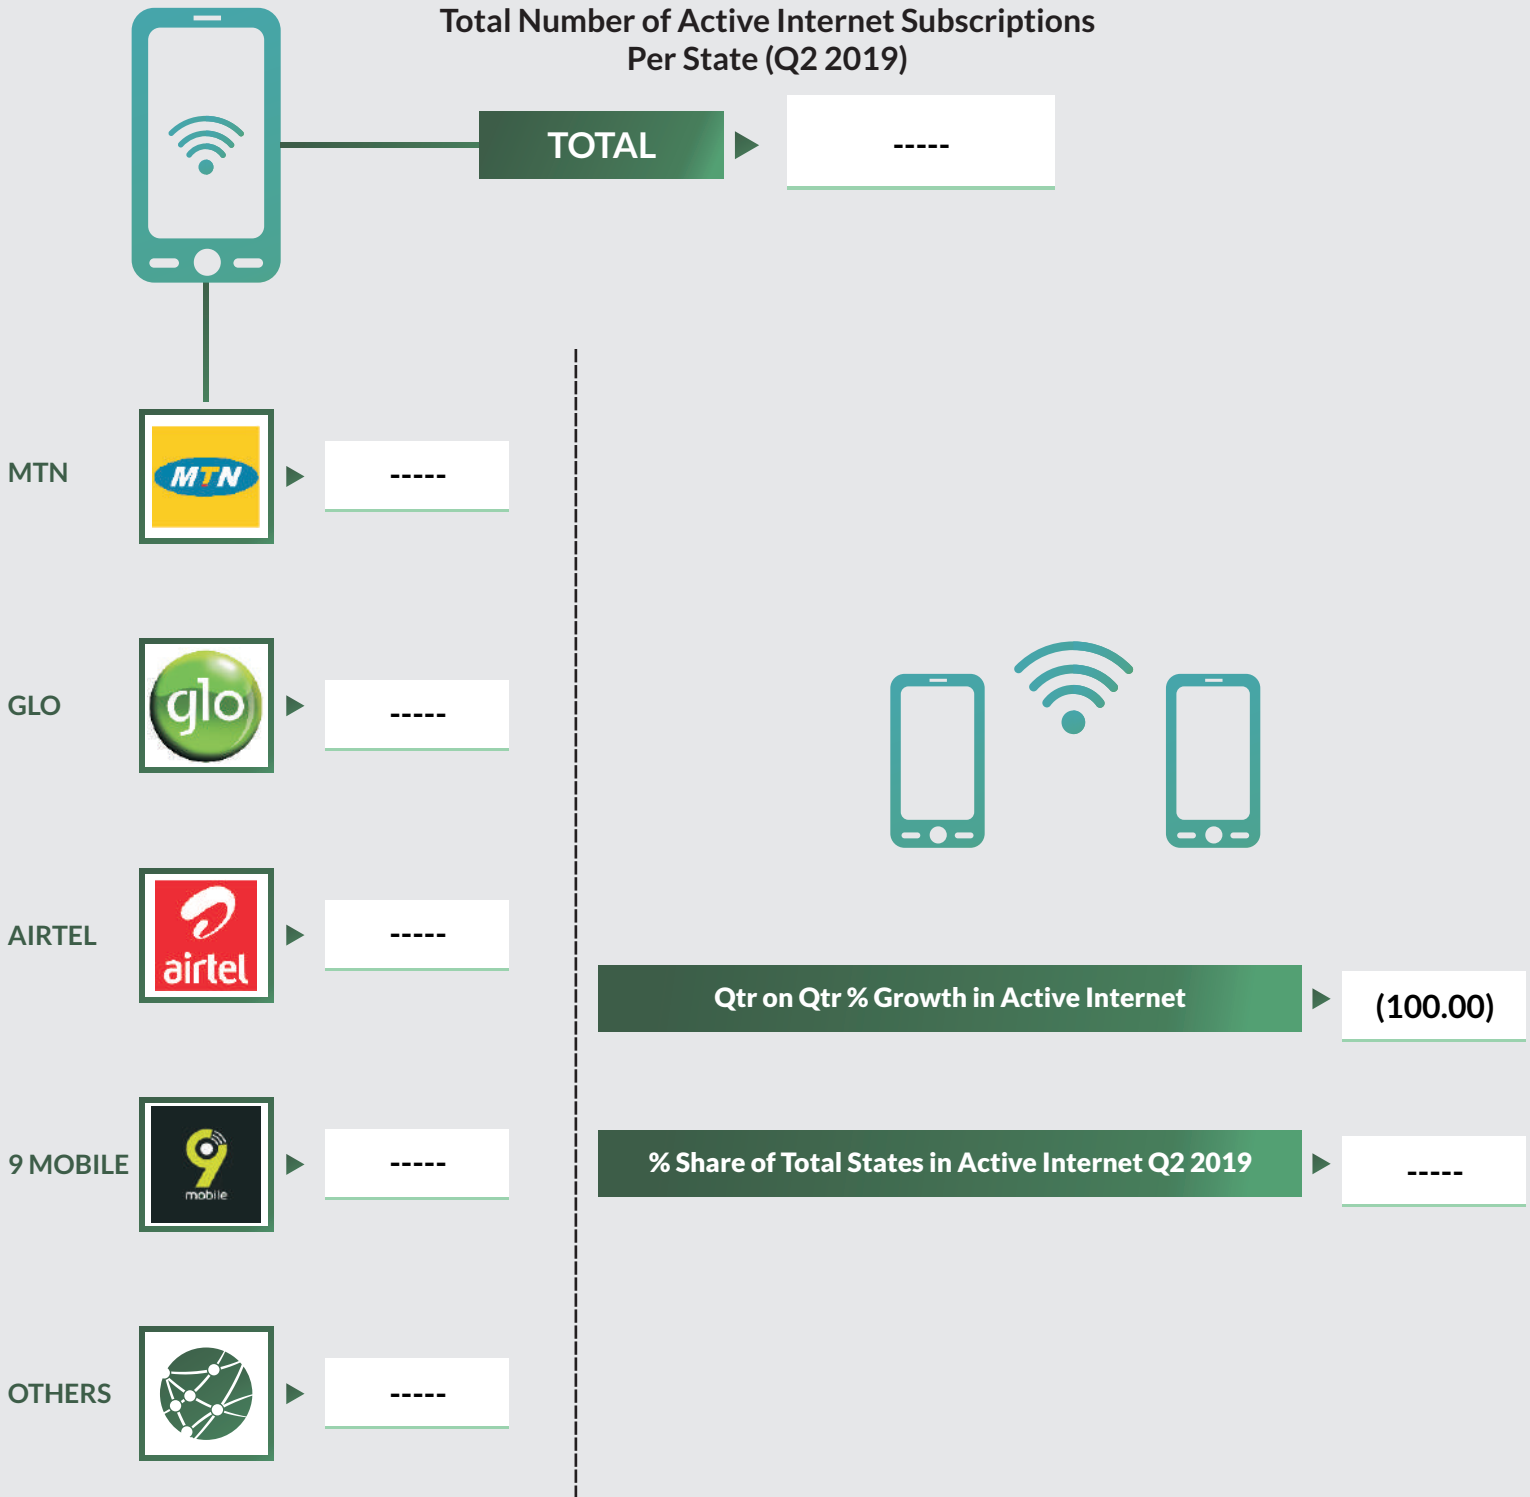 Total Number of Active Internet Subscriptions
Per State (Q2 2019)
TOTAL
-----
MTN
MTN
-----
GLO
glo
-----
AIRTEL
airtel
-----
9 MOBILE
9
mobile
-----
OTHERS
-----
Qtr on Qtr % Growth in Active Internet
(100.00)
% Share of Total States in Active Internet Q2 2019
-----